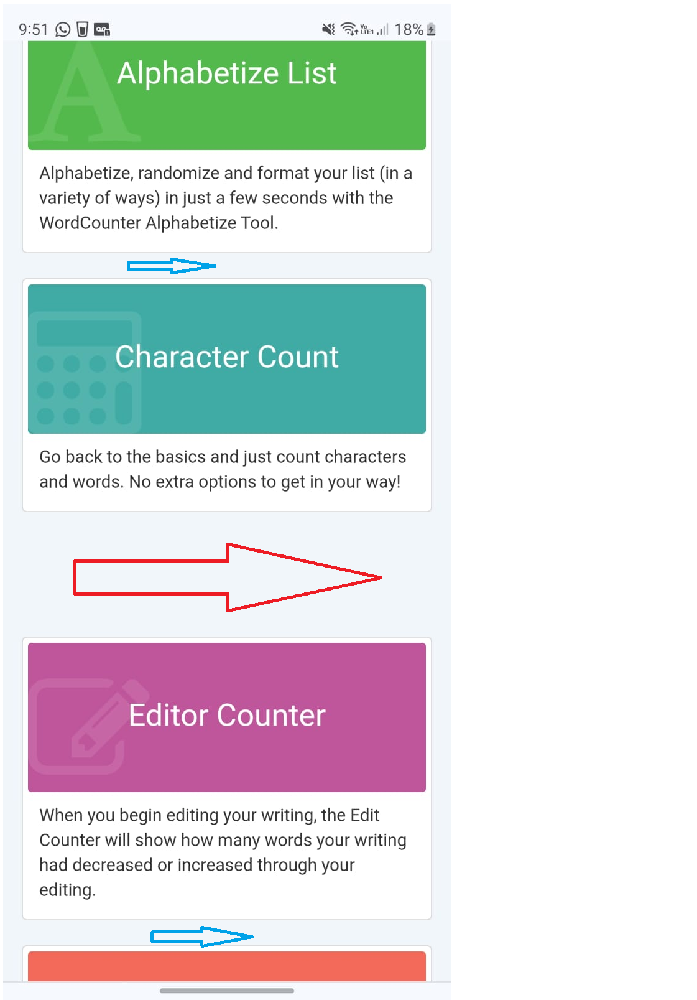 9:51 Vo LTE1 18%
Alphabetize List
Alphabetize, randomize and format your list (in a
variety of ways) in just a few seconds with the
WordCounter Alphabetize Tool.
Character Count
Go back to the basics and just count characters
and words. No extra options to get in your way!
Editor Counter
When you begin editing your writing, the Edit
Counter will show how many words your writing
had decreased or increased through your
editing.